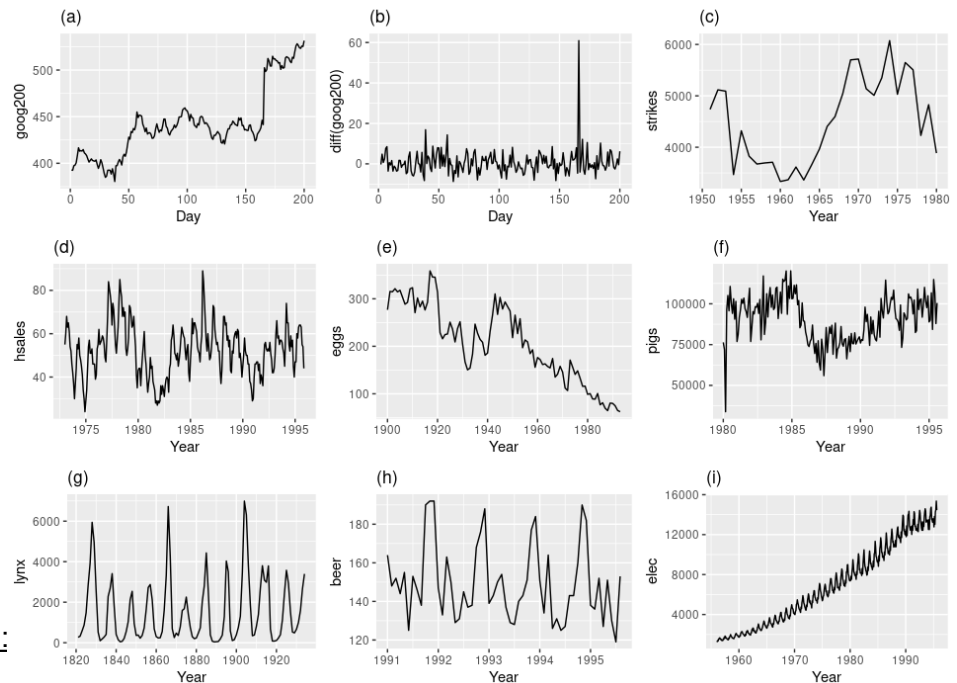 (a)
goog200
500
450
400
0
50
100
150
200
Day
(b)
diff(goog200)
60
40
20
0
0
50
100
150
200
Day
(c)
strikes
6000
5000
4000
1950
1955
1960
1965
1970
1975
1980
Year
(d)
hsales
80
60
40
1975
1980
1985
1990
1995
Year
(e)
eggs
300
200
100
1900
1920
1940
1960
1980
Year
(f)
pigs
100000
75000
50000
1980
1985
1990
1995
Year
(g)
lynx
6000
4000
2000
0
1820
1840
1860
1880
1900
1920
Year
(h)
beer
180
160
140
120
1991
1992
1993
1994
1995
Year
(i)
elec
16000
12000
8000
4000
1960
1970
1980
1990
Year